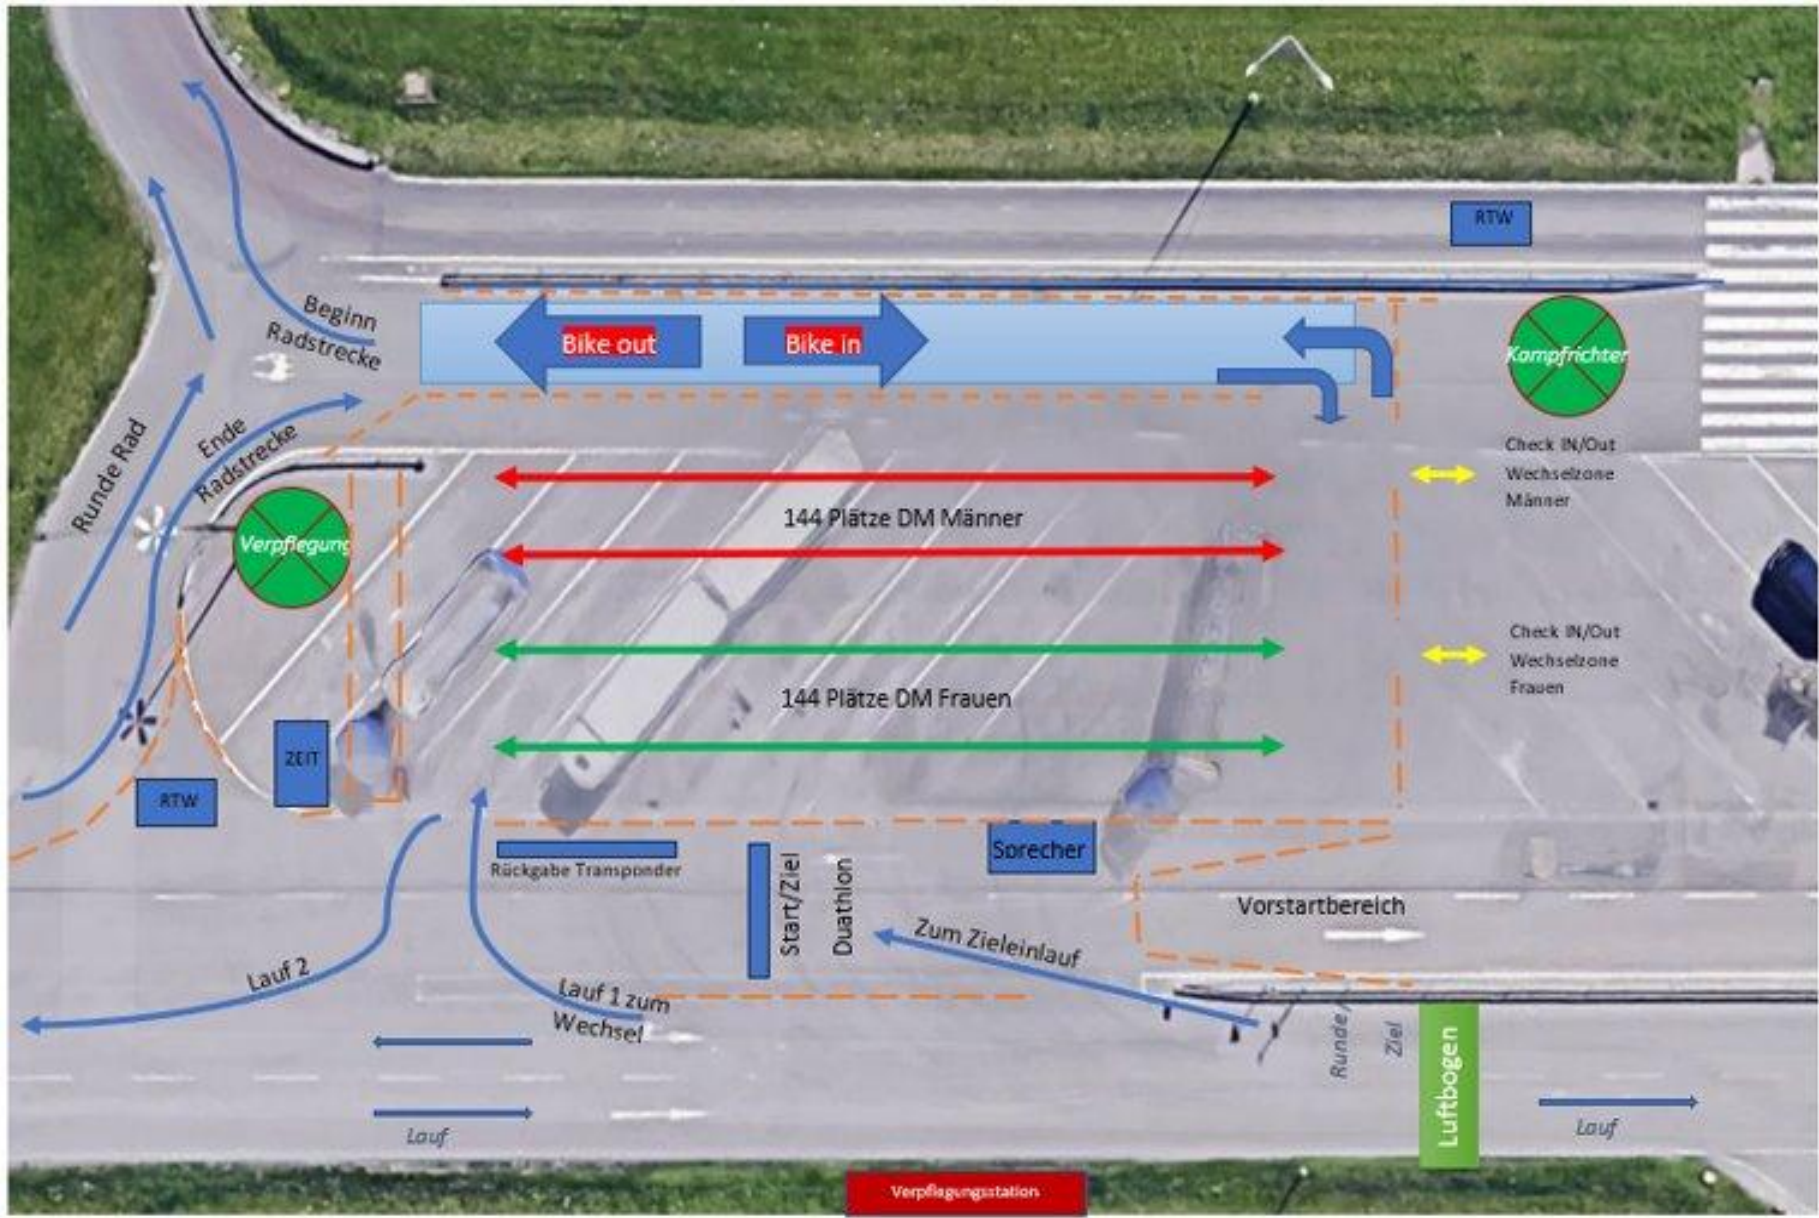 RTW
Beginn
Radstrecke
Bike out
Bike in
Kampfrichter
Runde Rad
Ende
Radstrecke
Check IN/Out
Wechselzone
Männer
144 Plätze DM Männer
Verpflegung
Check IN/Out
Wechselzone
Frauen
144 Plätze DM Frauen
ZEIT
RTW
Rückgabe Transponder
Start/Ziel
Duathlon
Sprecher
Vorstartbereich
Zum Zieleinlauf
Lauf 2
Lauf 1 zum
Wechsel
Runde/
Ziel
Luftbogen
Lauf
Lauf
Verpflegungsstation